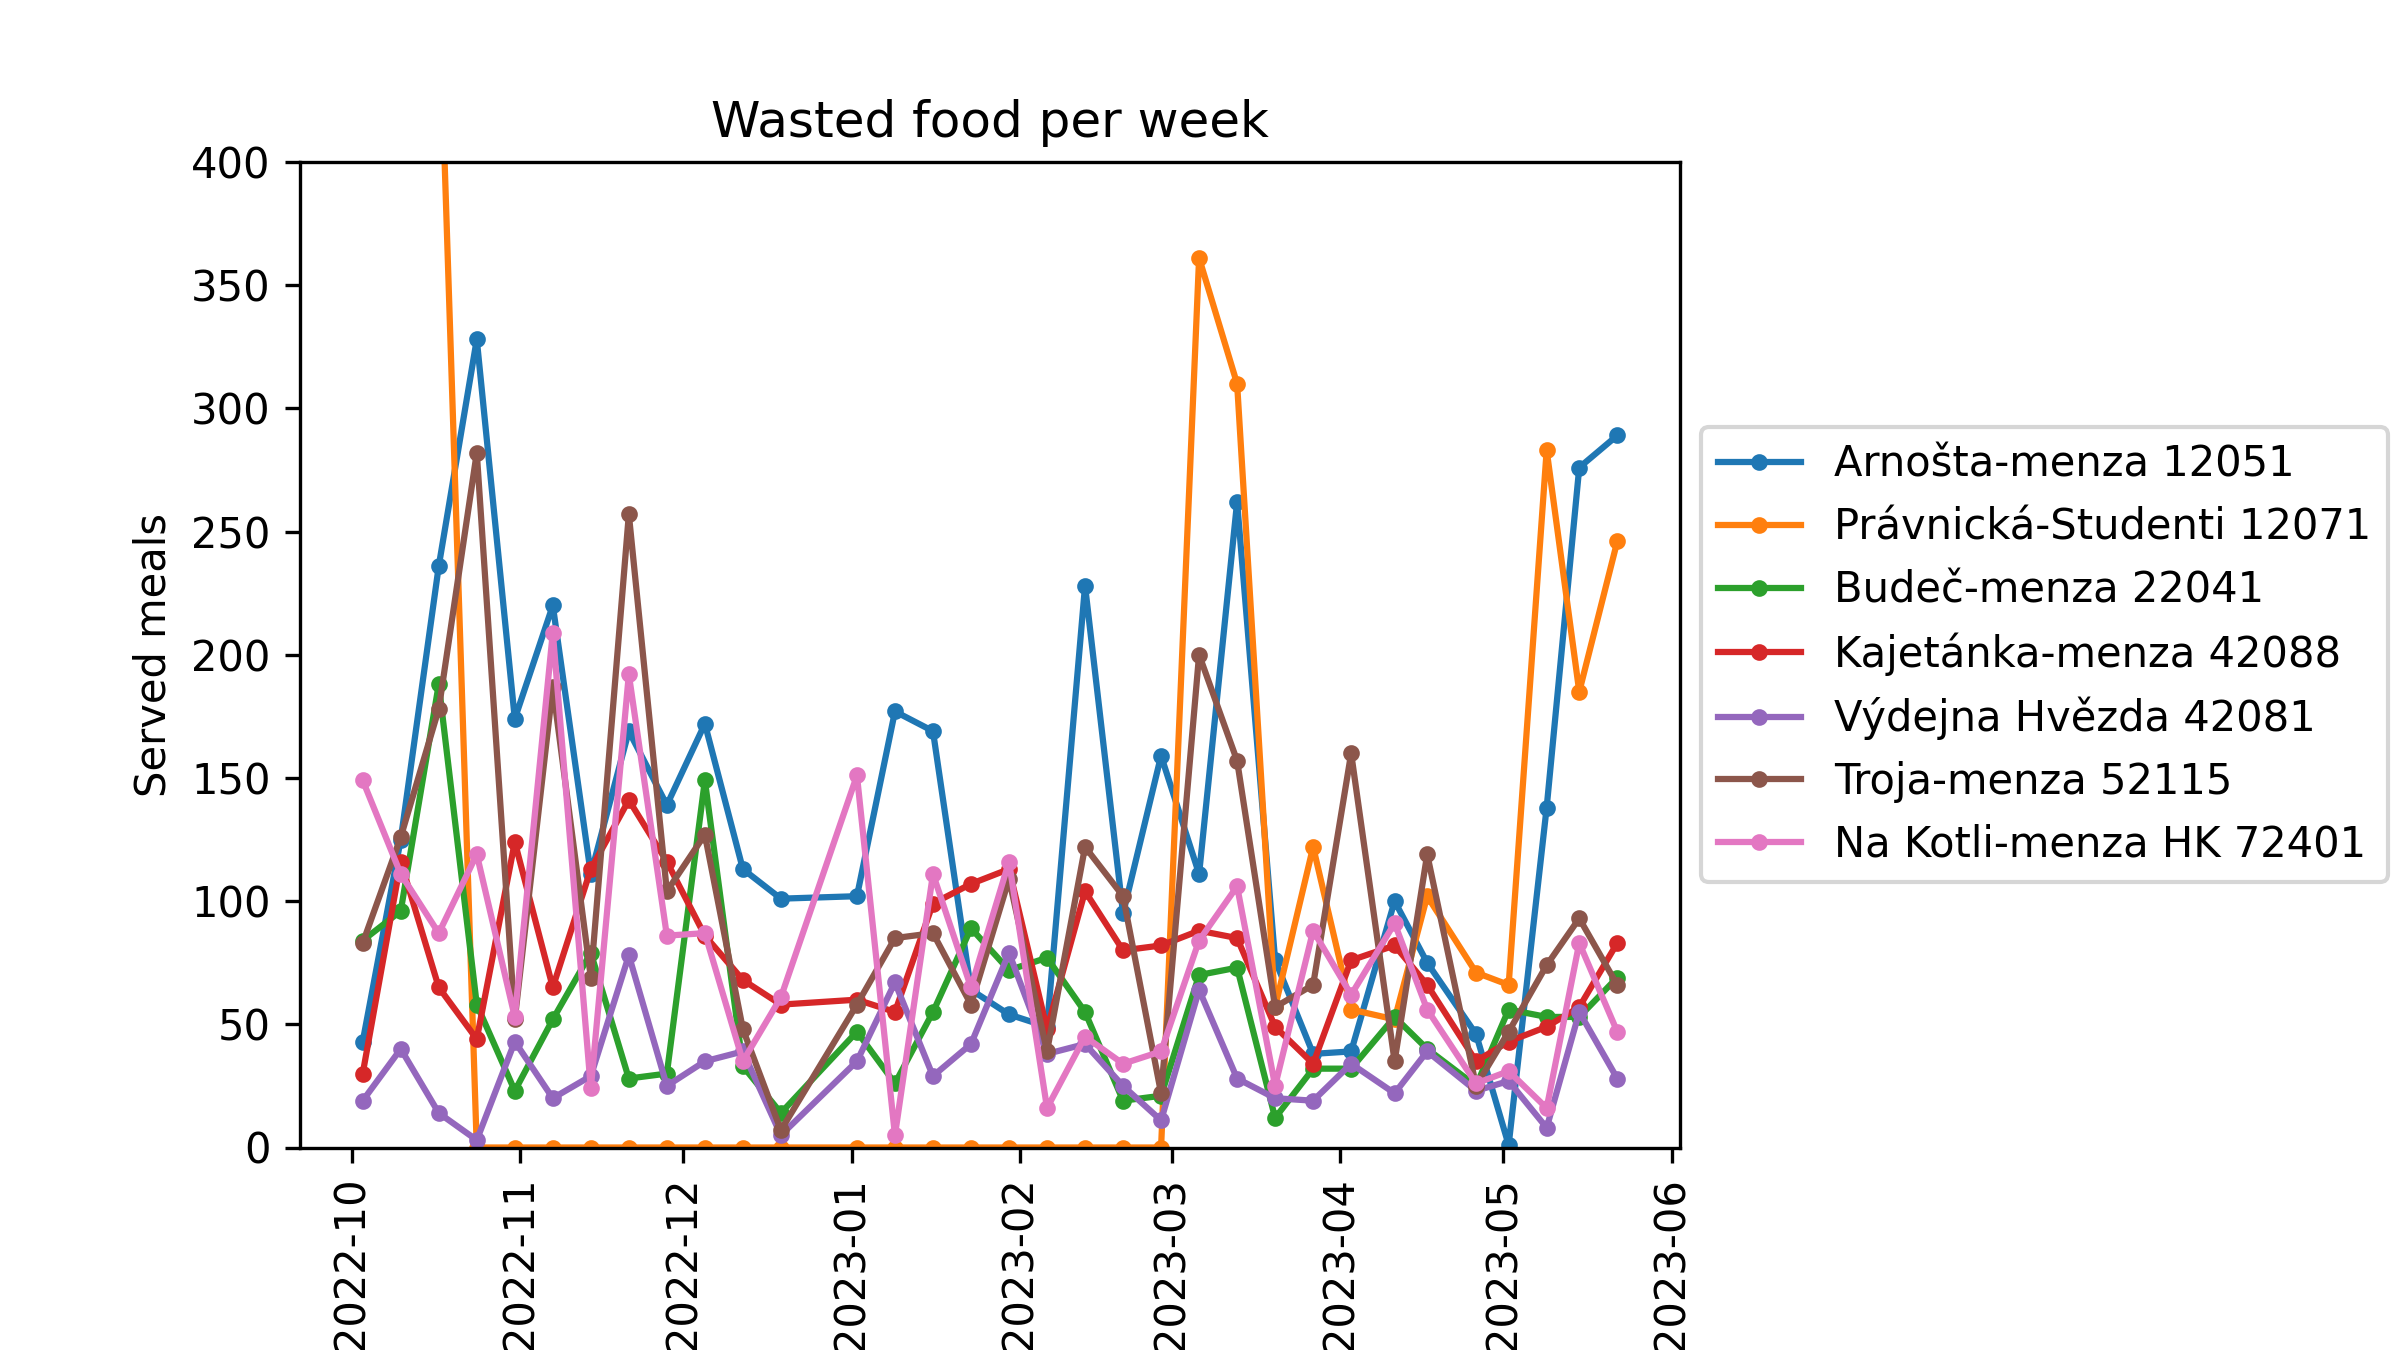 Wasted food per week
Served meals
400
350
300
250
200
150
100
50
0
2022-10
2022-11
2022-12
2023-01
2023-02
2023-03
2023-04
2023-05
2023-06
Arnošta-menza 12051
Právnická-Studenti 12071
Budeč-menza 22041
Kajetánka-menza 42088
Výdejna Hvězda 42081
Troja-menza 52115
Na Kotli-menza HK 72401